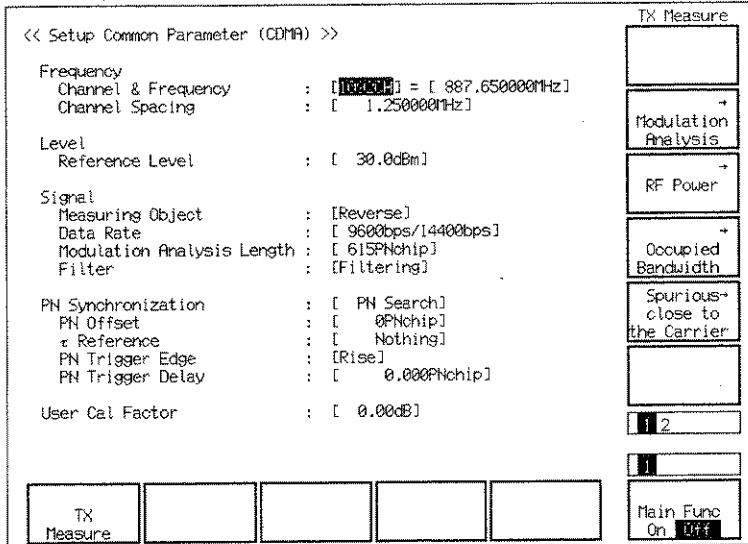 TX Measure
<< Setup Common Parameter (CDMA) >>
Frequency
Channel & Frequency : [ ] = [ 887.650000MHz]
Channel Spacing : [ 1.250000MHz]
Level
Reference Level : [ 30.0dBm]
Signal
Measuring Object : [Reverse]
Data Rate : [ 9600bps/14400bps]
Modulation Analysis Length : [ 615PNchip]
Filter : [Filtering]
PN Synchronization : [ PN Search]
PN Offset : [ 0PNchip]
τ Reference : [ Nothing]
PN Trigger Edge : [Rise]
PN Trigger Delay : [ 0.000PNchip]
User Cal Factor : [ 0.00dB]
→
Modulation
Analysis
→
RF Power
→
Occupied
Bandwidth
Spurious→
close to
the Carrier
1 2
1
Main Func
On Off
TX
Measure